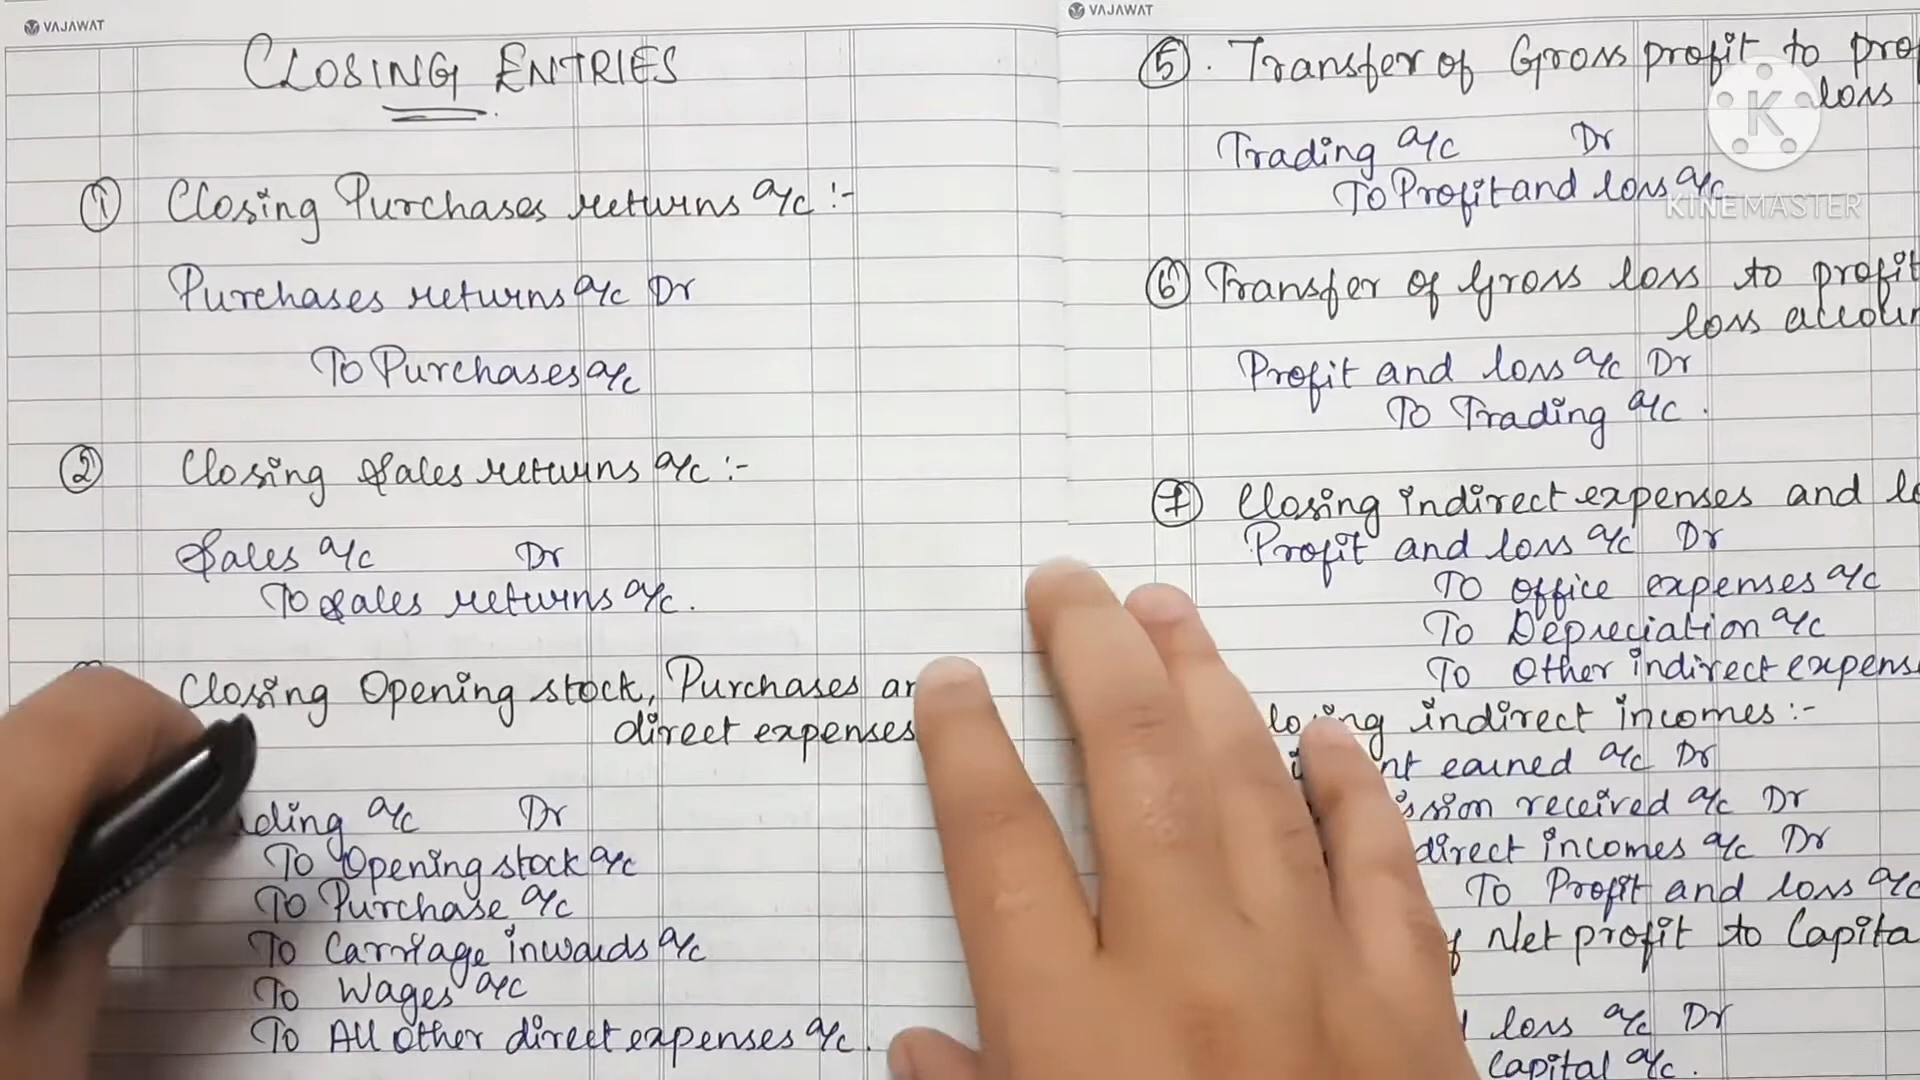 VAJAWAT
CLOSING ENTRIES
① Closing Purchases returns a/c :-
Purchases returns a/c Dr
To Purchases a/c
② Closing Sales returns a/c :-
Sales a/c Dr
To Sales returns a/c.
Closing Opening stock, Purchases
direct expenses
a/c Dr
To Opening stock a/c
To Purchase a/c
To Carriage inwards a/c
To Wages a/c
To All other direct expenses a/c.
VAJAWAT
⑤. Transfer of Gross profit to
loss
Trading a/c Dr
To Profit and loss a/c
K
KINEMASTER
⑥ Transfer of Gross loss to profit
loss
Profit and loss a/c Dr
To Trading a/c.
⑦ Closing indirect expenses and
Profit and loss a/c Dr
To Office expenses a/c
To Depreciation a/c
To Other indirect
indirect incomes :-
earned a/c Dr
received a/c Dr
incomes a/c Dr
To Profit and loss a/c
Net profit to
loss a/c Dr
Capital a/c.